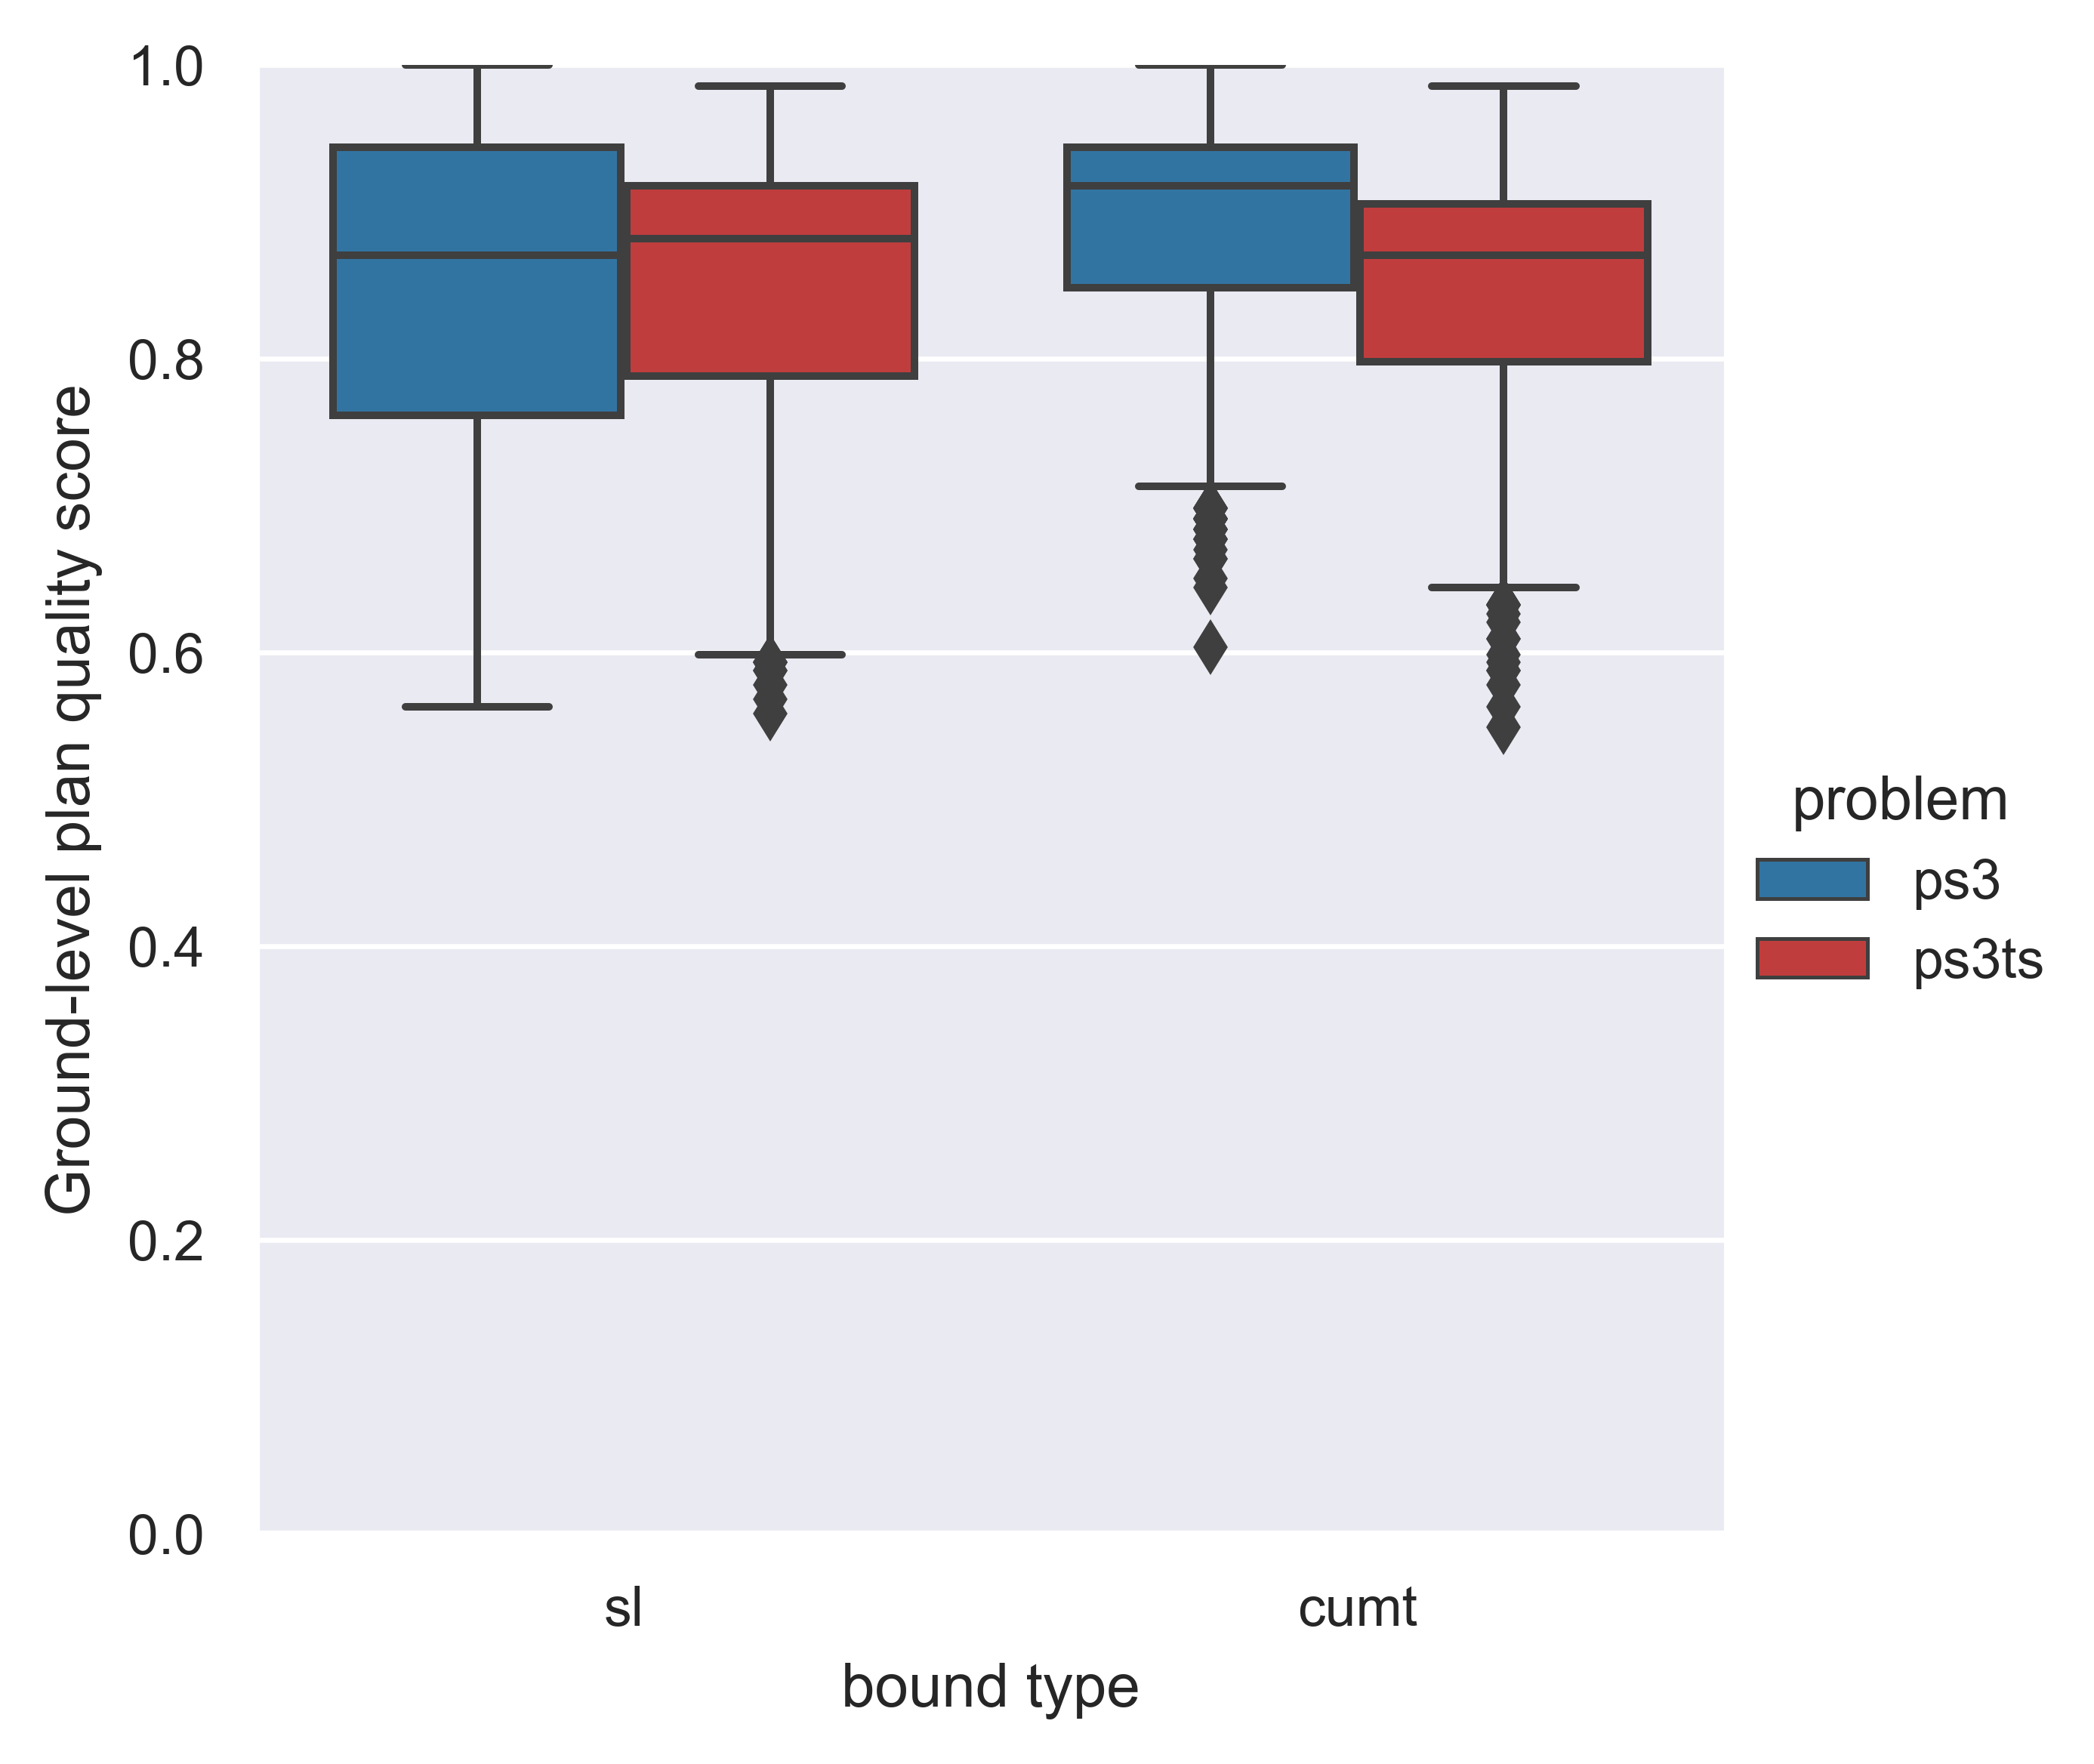 1.0
0.8
0.6
0.4
0.2
0.0
Ground-level plan quality score
sl
cumt
bound type
problem
ps3
ps3ts